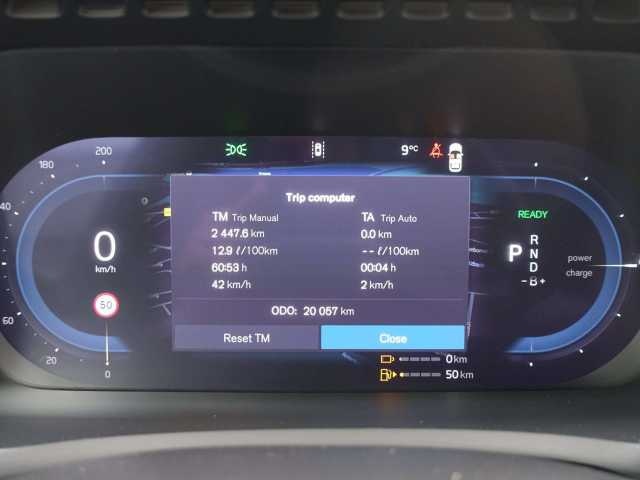 200
180
9°C
40
60
20
0
0
km/h
50
Trip computer
TM Trip Manual
TA Trip Auto
2 447.6 km
0.0 km
12.9 ℓ/100km
-- ℓ/100km
60:53 h
00:04 h
42 km/h
2 km/h
ODO: 20 057 km
Reset TM
Close
READY
P
R
N
D
-B+
power
charge
0 km
50 km